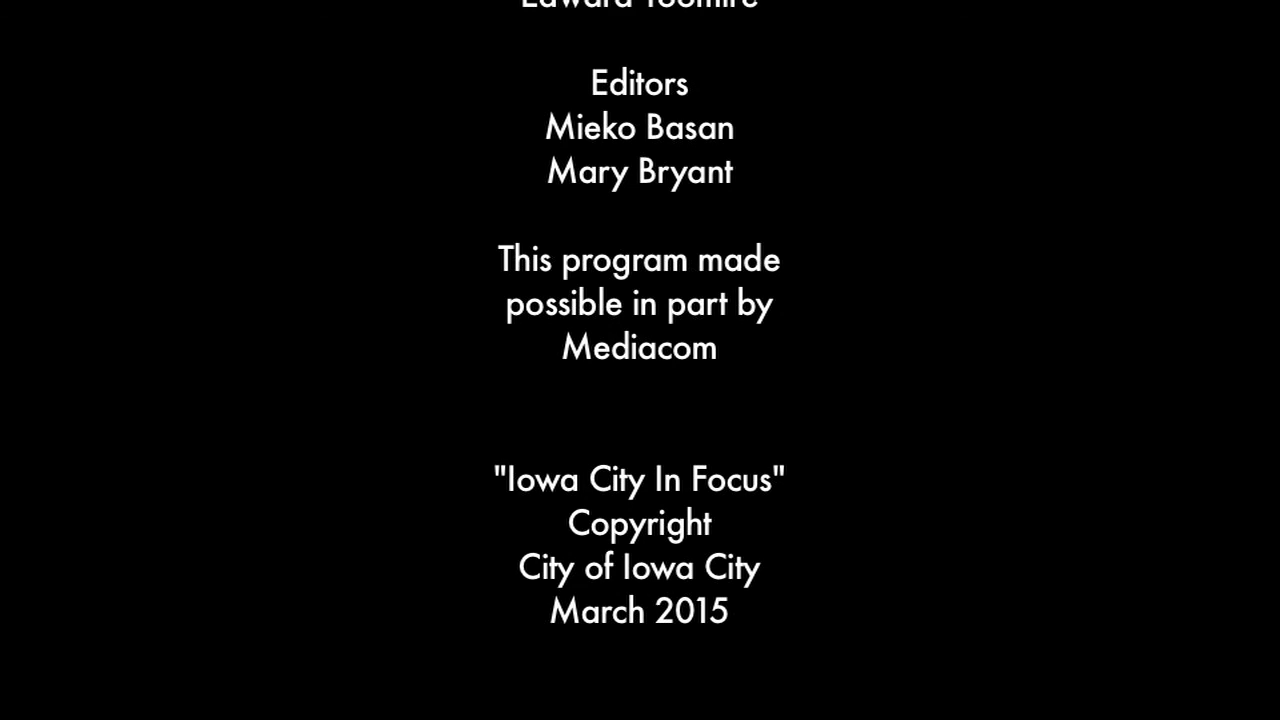 Edward
Editors
Mieko Basan
Mary Bryant
This program made
possible in part by
Mediacom
"Iowa City In Focus"
Copyright
City of Iowa City
March 2015